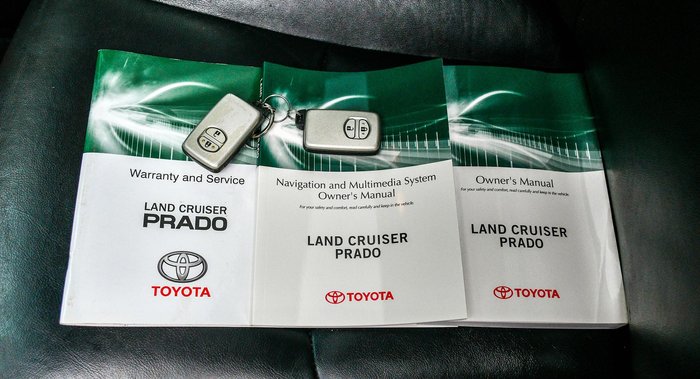 Warranty and Service
LAND CRUISER
PRADO
TOYOTA
Navigation and Multimedia System
Owner's Manual
For your safety and comfort, read carefully and keep in the vehicle.
LAND CRUISER
PRADO
TOYOTA
Owner's Manual
For your safety and comfort, read carefully and keep in the vehicle.
LAND CRUISER
PRADO
TOYOTA